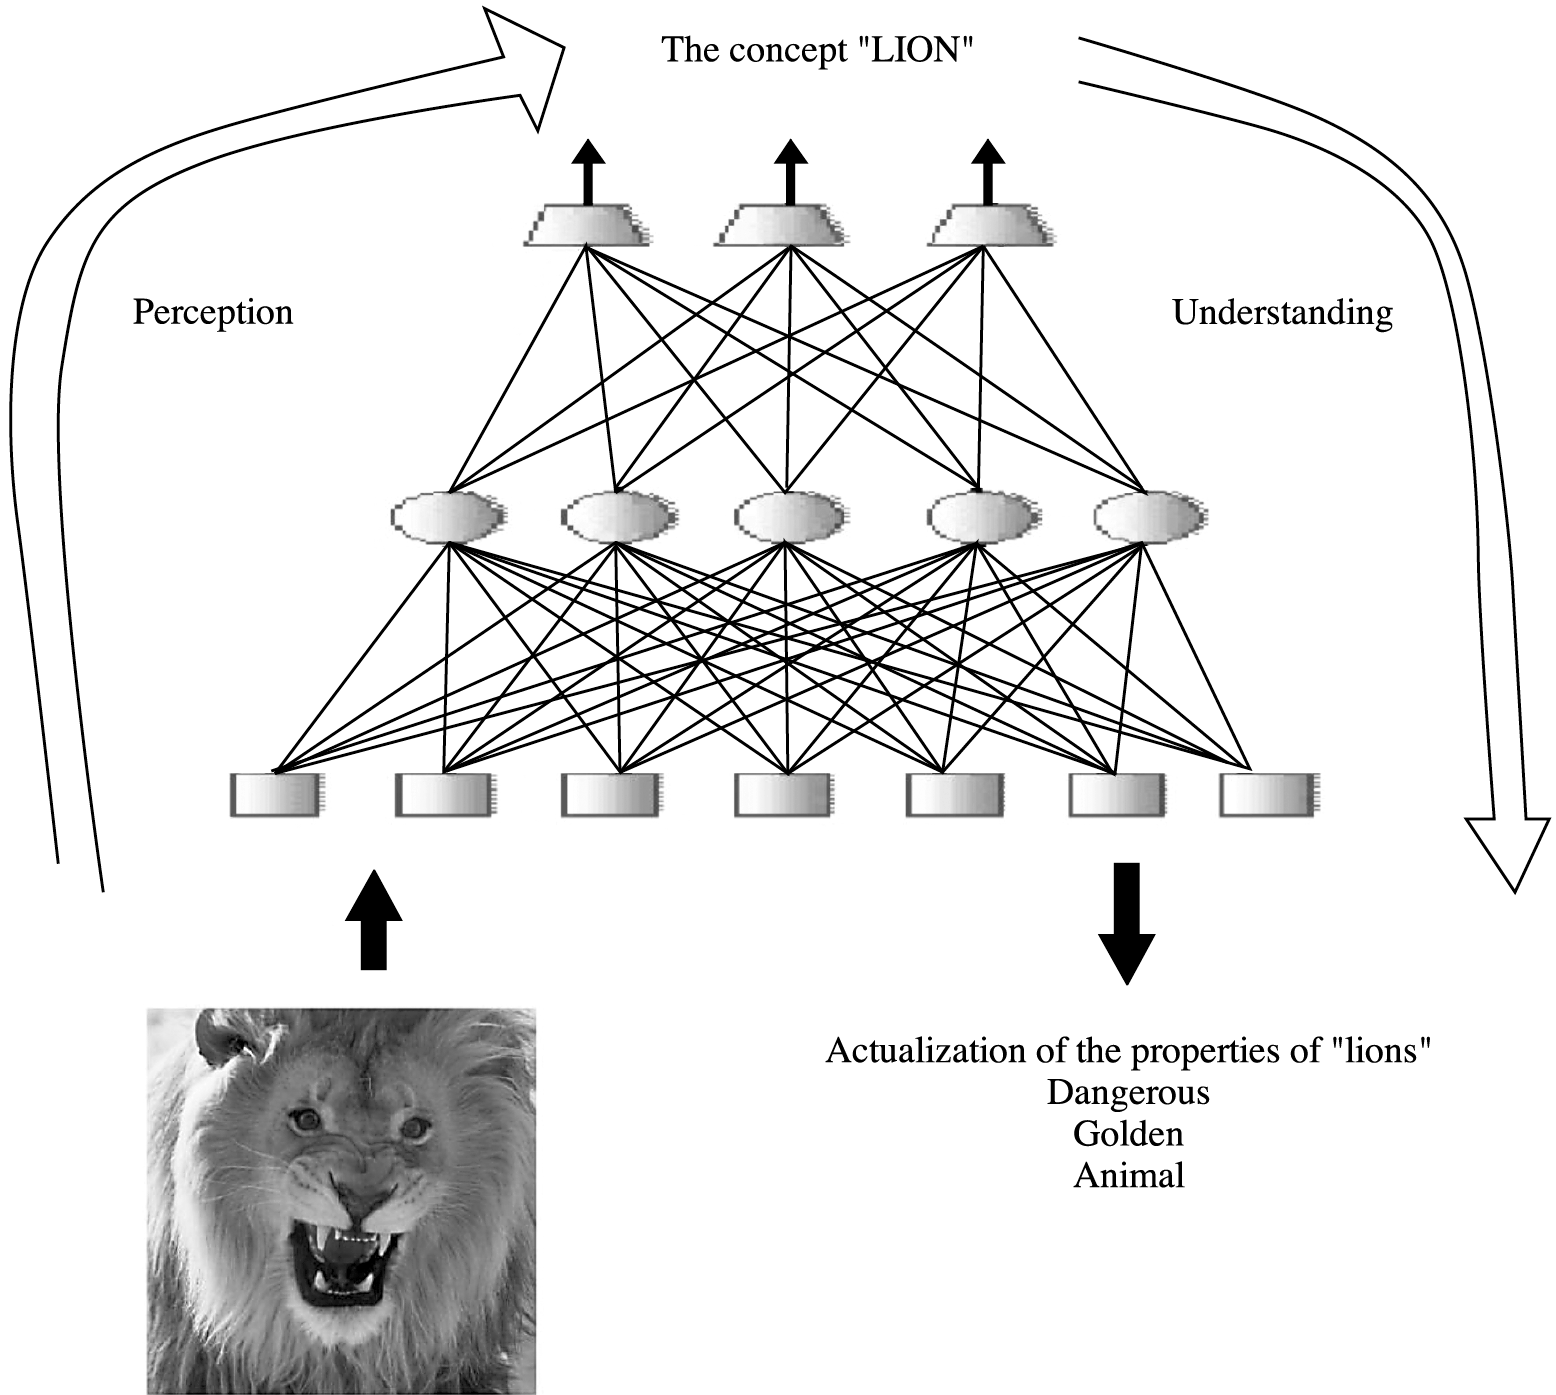 The concept "LION"
Perception
Understanding
Actualization of the properties of "lions"
Dangerous
Golden
Animal